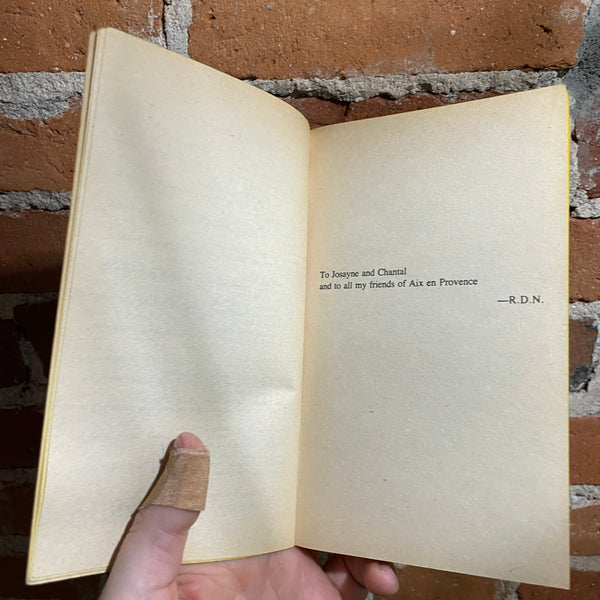 To Josayne and Chantal
and to all my friends of Aix en Provence
—R.D.N.